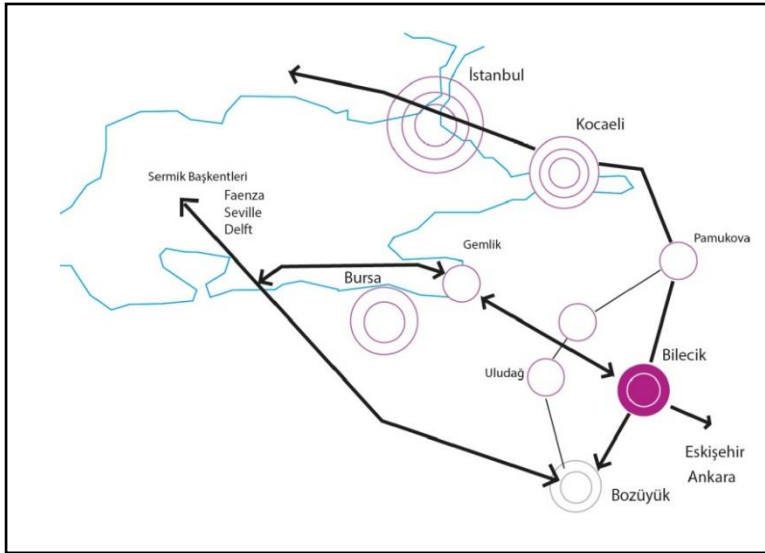 İstanbul
Kocaeli
Sermik Başkentleri
Faenza
Seville
Delft
Pamukova
Gemlik
Bursa
Bilecik
Uludağ
Eskişehir
Ankara
Bozüyük